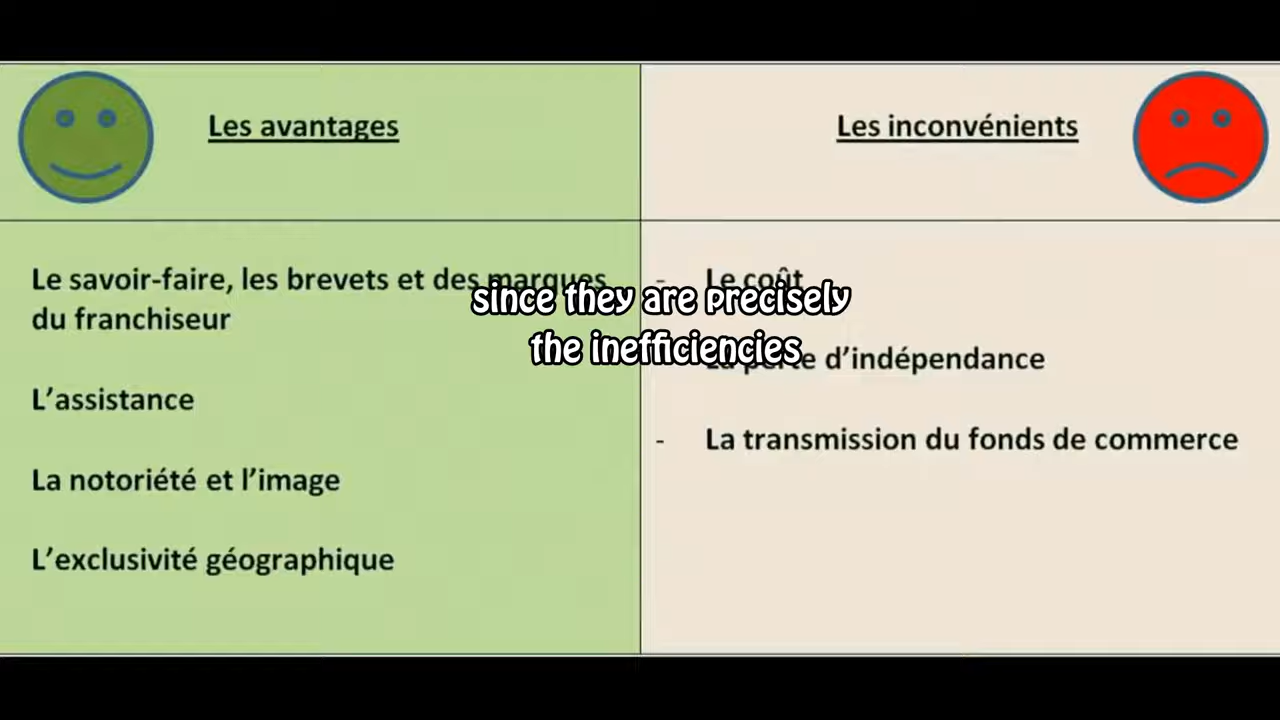 Les avantages
Les inconvénients
Le savoir-faire, les brevets et des marques
du franchiseur
L'assistance
La notoriété et l'image
L'exclusivité géographique
- Le coût
d'indépendance
- La transmission du fonds de commerce
since they are precisely
the inefficiencies